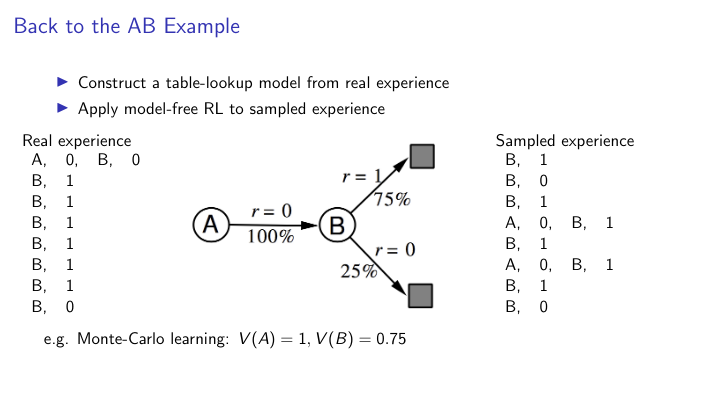 Back to the AB Example
Construct a table-lookup model from real experience
Apply model-free RL to sampled experience
Real experience
A, 0, B, 0
B, 1
B, 1
B, 1
B, 1
B, 1
B, 1
B, 0
A
r = 0
100%
B
r = 1
75%
r = 0
25%
Sampled experience
B, 1
B, 0
B, 1
A, 0, B, 1
B, 1
A, 0, B, 1
B, 1
B, 0
e.g. Monte-Carlo learning: V(A) = 1, V(B) = 0.75